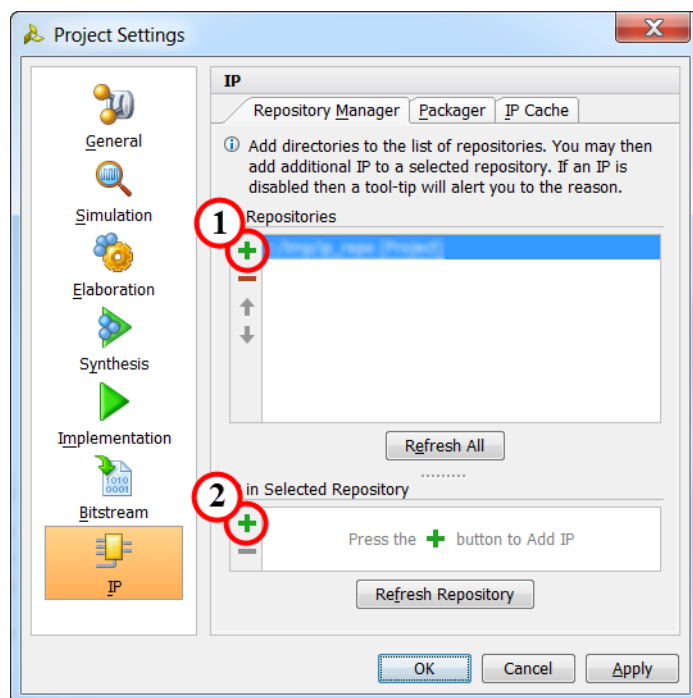 Project Settings
General
Simulation
Elaboration
Synthesis
Implementation
1010
0001
Bitstream
IP
IP
Repository Manager
Packager
IP Cache
Add directories to the list of repositories. You may then
add additional IP to a selected repository. If an IP is
disabled then a tool-tip will alert you to the reason.
1
Repositories
Refresh All
2
in Selected Repository
Press the + button to Add IP
Refresh Repository
OK
Cancel
Apply